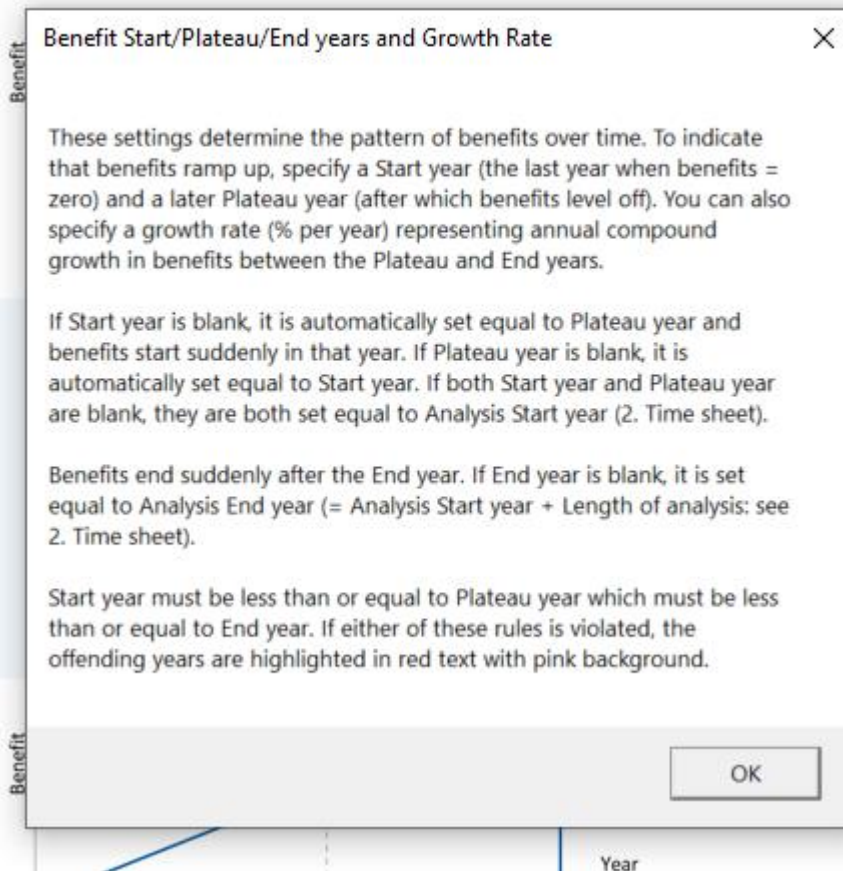 Benefit Start/Plateau/End years and Growth Rate
Benefit
These settings determine the pattern of benefits over time. To indicate
that benefits ramp up, specify a Start year (the last year when benefits =
zero) and a later Plateau year (after which benefits level off). You can also
specify a growth rate (% per year) representing annual compound
growth in benefits between the Plateau and End years.
If Start year is blank, it is automatically set equal to Plateau year and
benefits start suddenly in that year. If Plateau year is blank, it is
automatically set equal to Start year. If both Start year and Plateau year
are blank, they are both set equal to Analysis Start year (2. Time sheet).
Benefits end suddenly after the End year. If End year is blank, it is set
equal to Analysis End year (= Analysis Start year + Length of analysis: see
2. Time sheet).
Start year must be less than or equal to Plateau year which must be less
than or equal to End year. If either of these rules is violated, the
offending years are highlighted in red text with pink background.
Benefit
OK
Year